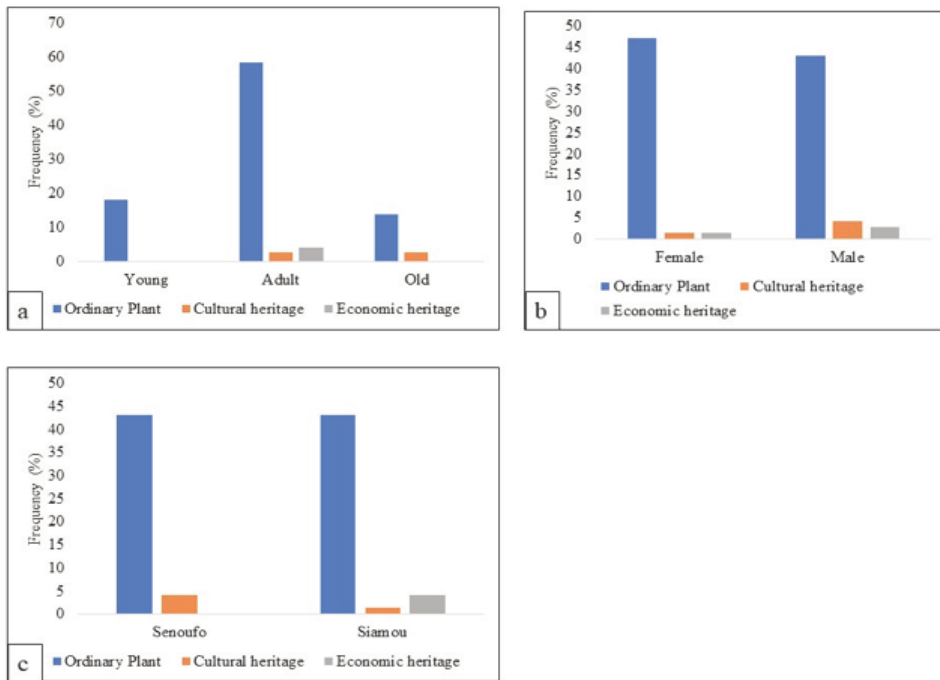 70
60
50
40
30
20
10
0
Frequency (%)
Young Adult Old
Ordinary Plant Cultural heritage Economic heritage
a
50
45
40
35
30
25
20
15
10
5
0
Frequency (%)
Female Male
Ordinary Plant Cultural heritage
Economic heritage
b
50
45
40
35
30
25
20
15
10
5
0
Frequency (%)
Senoufo Siamou
Ordinary Plant Cultural heritage Economic heritage
c